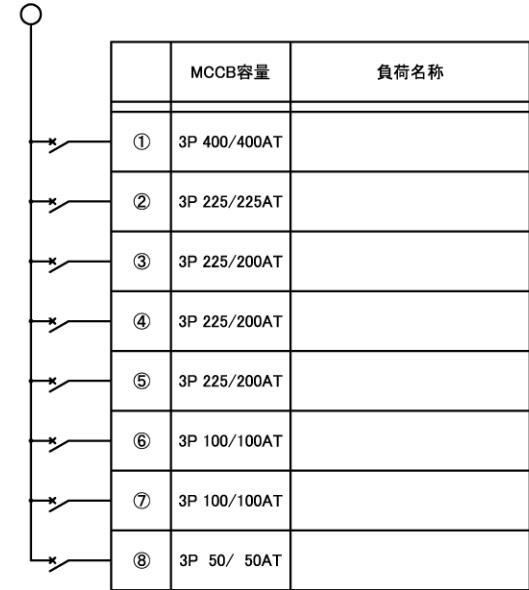 MCCB容量 負荷名称
① 3P 400/400AT
② 3P 225/225AT
③ 3P 225/200AT
④ 3P 225/200AT
⑤ 3P 225/200AT
⑥ 3P 100/100AT
⑦ 3P 100/100AT
⑧ 3P 50/ 50AT